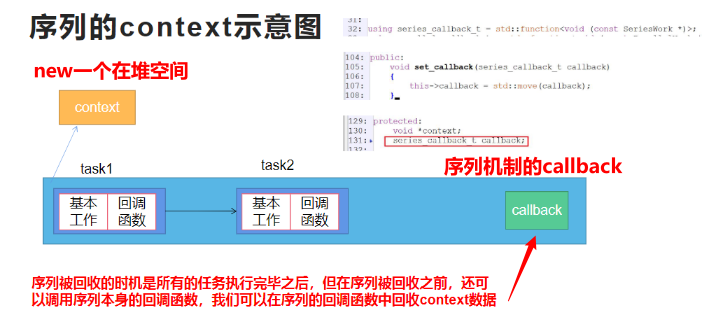 序列的context示意图
31:
32: using series_callback_t = std::function<void (const SeriesWork *)>;
new一个在堆空间
104: public:
105: void set_callback(series_callback_t callback)
106: {
107: this->callback = std::move(callback);
108: }
context
129: protected:
130: void *context;
131: series_callback_t callback;
132:
序列机制的callback
task1
task2
基本工作
回调函数
基本工作
回调函数
callback
序列被回收的时机是所有的任务执行完毕之后，但在序列被回收之前，还可
以调用序列本身的回调函数，我们可以在序列的回调函数中回收context数据